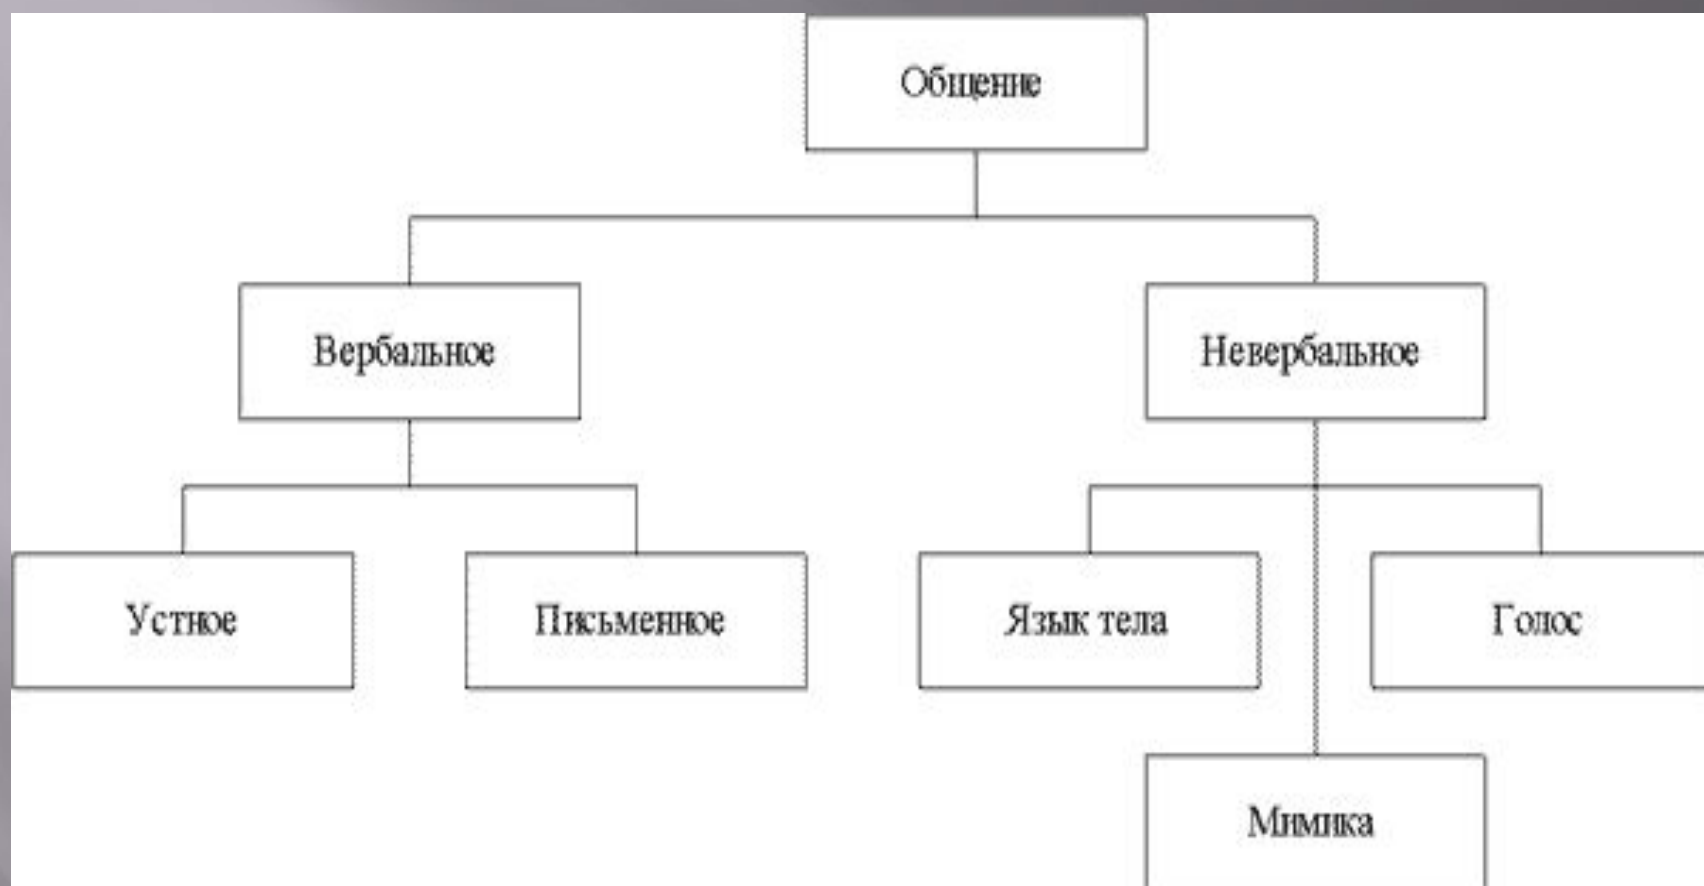 Общение
Вербальное
Невербальное
Устное
Письменное
Язык тела
Голос
Мимика